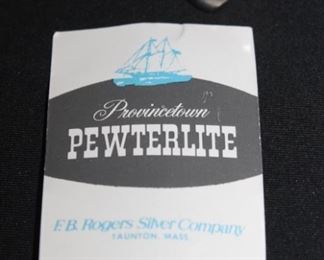 Provincetown
PEWTERLITE
F.B. Rogers Silver Company
TAUNTON, MASS